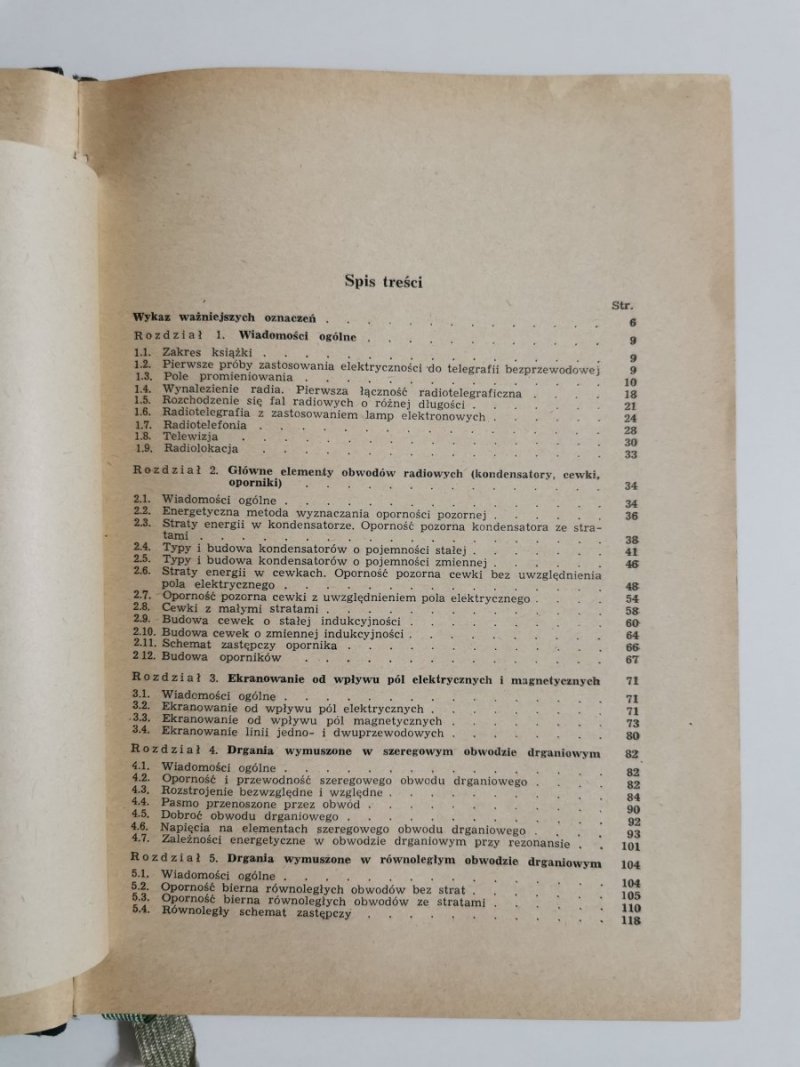 Spis treści
Str.
Wykaz ważniejszych oznaczeń . . . . . . . . . . . . . 6
Rozdział 1. Wiadomości ogólne . . . . . . . . . . . 9
1.1. Zakres książki . . . . . . . . . . . . . . . . 9
1.2. Pierwsze próby zastosowania elektryczności do telegrafii bezprzewodowej 9
1.3. Pole promieniowania . . . . . . . . . . . . . . 10
1.4. Wynalezienie radia. Pierwsza łączność radiotelegraficzna . . . . 18
1.5. Rozchodzenie się fal radiowych o różnej długości . . . . . . 21
1.6. Radiotelegrafia z zastosowaniem lamp elektronowych . . . . . 24
1.7. Radiotelefonia . . . . . . . . . . . . . . . . 28
1.8. Telewizja . . . . . . . . . . . . . . . . . 30
1.9. Radiolokacja . . . . . . . . . . . . . . . . 33
Rozdział 2. Główne elementy obwodów radiowych (kondensatory, cewki,
oporniki) . . . . . . . . . . . . . . 34
2.1. Wiadomości ogólne . . . . . . . . . . . . . . . 34
2.2. Energetyczna metoda wyznaczania oporności pozornej . . . . . 36
2.3. Straty energii w kondensatorze. Oporność pozorna kondensatora ze stra-
tami . . . . . . . . . . . . . . . . . . 38
2.4. Typy i budowa kondensatorów o pojemności stałej . . . . . . 41
2.5. Typy i budowa kondensatorów o pojemności zmiennej . . . . . 46
2.6. Straty energii w cewkach. Oporność pozorna cewki bez uwzględnienia
pola elektrycznego . . . . . . . . . . . . . . . 48
2.7. Oporność pozorna cewki z uwzględnieniem pola elektrycznego . . . . 54
2.8. Cewki z małymi stratami . . . . . . . . . . . . . 58
2.9. Budowa cewek o stałej indukcyjności . . . . . . . . . 60
2.10. Budowa cewek o zmiennej indukcyjności . . . . . . . . . 64
2.11. Schemat zastępczy opornika . . . . . . . . . . . . 66
2 12. Budowa oporników . . . . . . . . . . . . . . 67
Rozdział 3. Ekranowanie od wpływu pól elektrycznych i magnetycznych 71
3.1. Wiadomości ogólne . . . . . . . . . . . . . . . 71
3.2. Ekranowanie od wpływu pól elektrycznych . . . . . . . . 71
3.3. Ekranowanie od wpływu pól magnetycznych . . . . . . . 73
3.4. Ekranowanie linii jedno- i dwuprzewodowych . . . . . . . 80
Rozdział 4. Drgania wymuszone w szeregowym obwodzie drganiowym 82
4.1. Wiadomości ogólne . . . . . . . . . . . . . . . 82
4.2. Oporność i przewodność szeregowego obwodu drganiowego . . . . 82
4.3. Rozstrojenie bezwzględne i względne . . . . . . . . . . 84
4.4. Pasmo przenoszone przez obwód . . . . . . . . . . . 90
4.5. Dobroć obwodu drganiowego . . . . . . . . . . . . 92
4.6. Napięcia na elementach szeregowego obwodu drganiowego . . . . 93
4.7. Zależności energetyczne w obwodzie drganiowym przy rezonansie . . 101
Rozdział 5. Drgania wymuszone w równoległym obwodzie drganiowym 104
5.1. Wiadomości ogólne . . . . . . . . . . . . . . . 104
5.2. Oporność bierna równoległych obwodów bez strat . . . . . . 105
5.3. Oporność bierna równoległych obwodów ze stratami . . . . . 110
5.4. Równoległy schemat zastępczy . . . . . . . . . . . 118